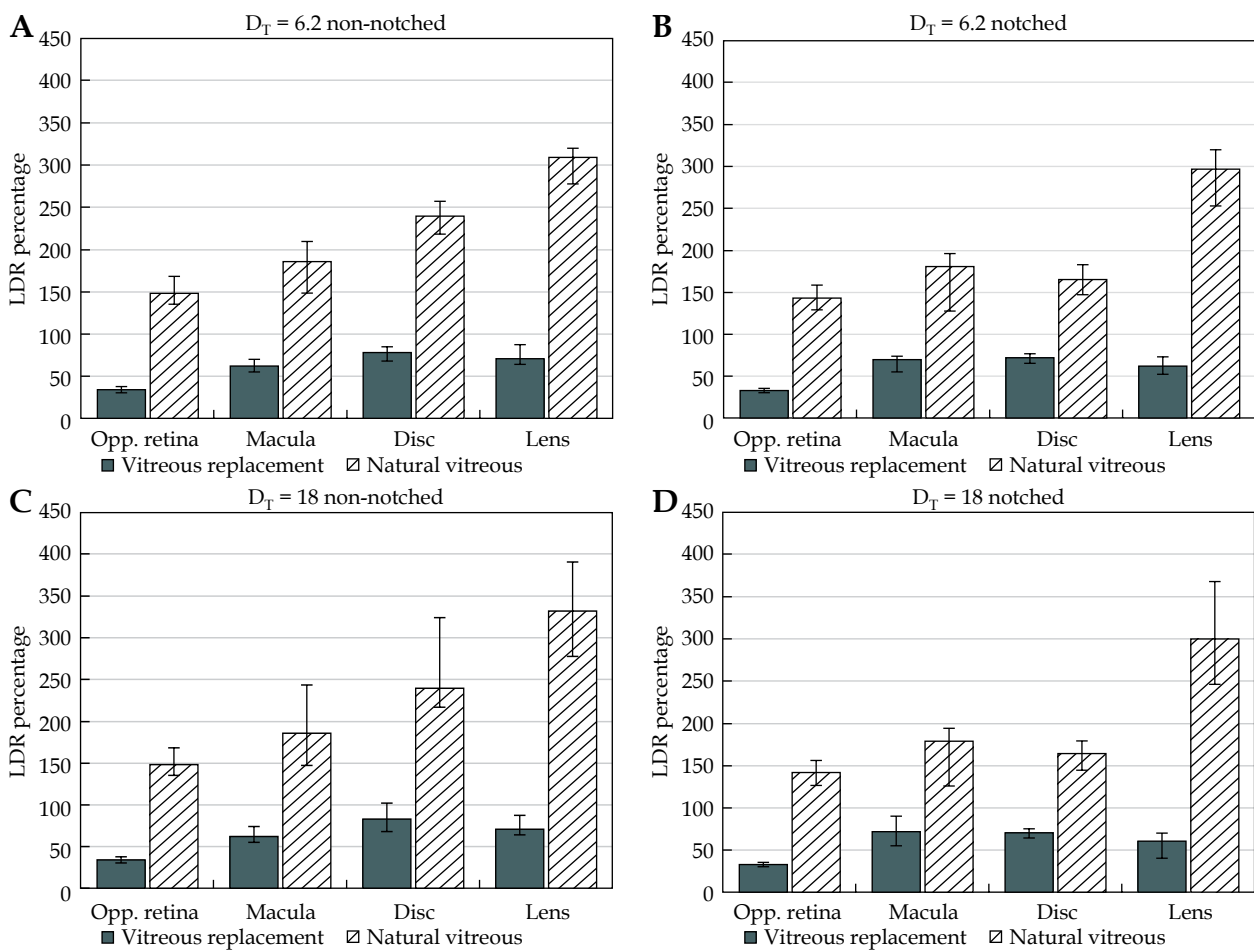 A
D_T = 6.2 non-notched
LDR percentage
450
400
350
300
250
200
150
100
50
0
Opp. retina Macula Disc Lens
Vitreous replacement Natural vitreous
B
D_T = 6.2 notched
LDR percentage
450
400
350
300
250
200
150
100
50
0
Opp. retina Macula Disc Lens
Vitreous replacement Natural vitreous
C
D_T = 18 non-notched
LDR percentage
450
400
350
300
250
200
150
100
50
0
Opp. retina Macula Disc Lens
Vitreous replacement Natural vitreous
D
D_T = 18 notched
LDR percentage
450
400
350
300
250
200
150
100
50
0
Opp. retina Macula Disc Lens
Vitreous replacement Natural vitreous